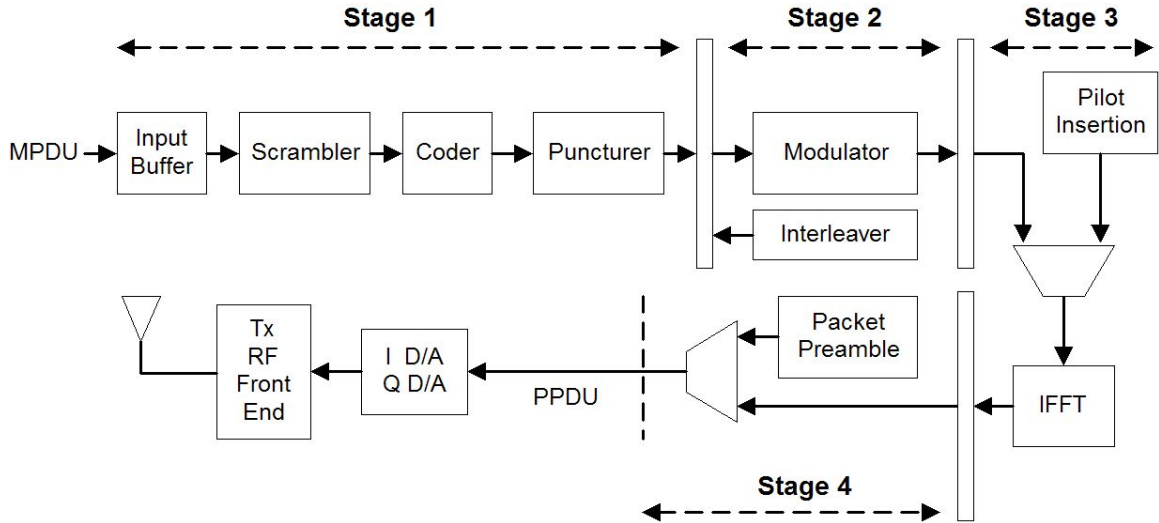 Stage 1
Stage 2
Stage 3
MPDU
Input
Buffer
Scrambler
Coder
Puncturer
Modulator
Pilot
Insertion
Interleaver
Tx
RF
Front
End
I D/A
Q D/A
PPDU
Packet
Preamble
IFFT
Stage 4